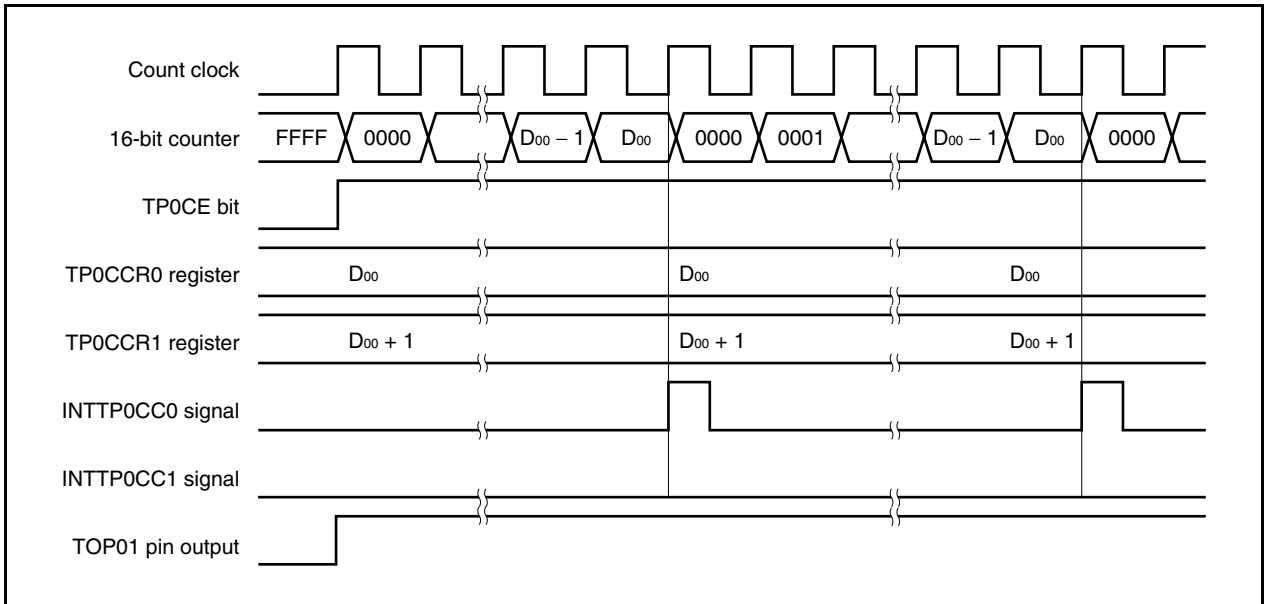 Count clock
16-bit counter FFFF 0000 D00 − 1 D00 0000 0001 D00 − 1 D00 0000
TP0CE bit
TP0CCR0 register D00 D00 D00
TP0CCR1 register D00 + 1 D00 + 1 D00 + 1
INTTP0CC0 signal
INTTP0CC1 signal
TOP01 pin output